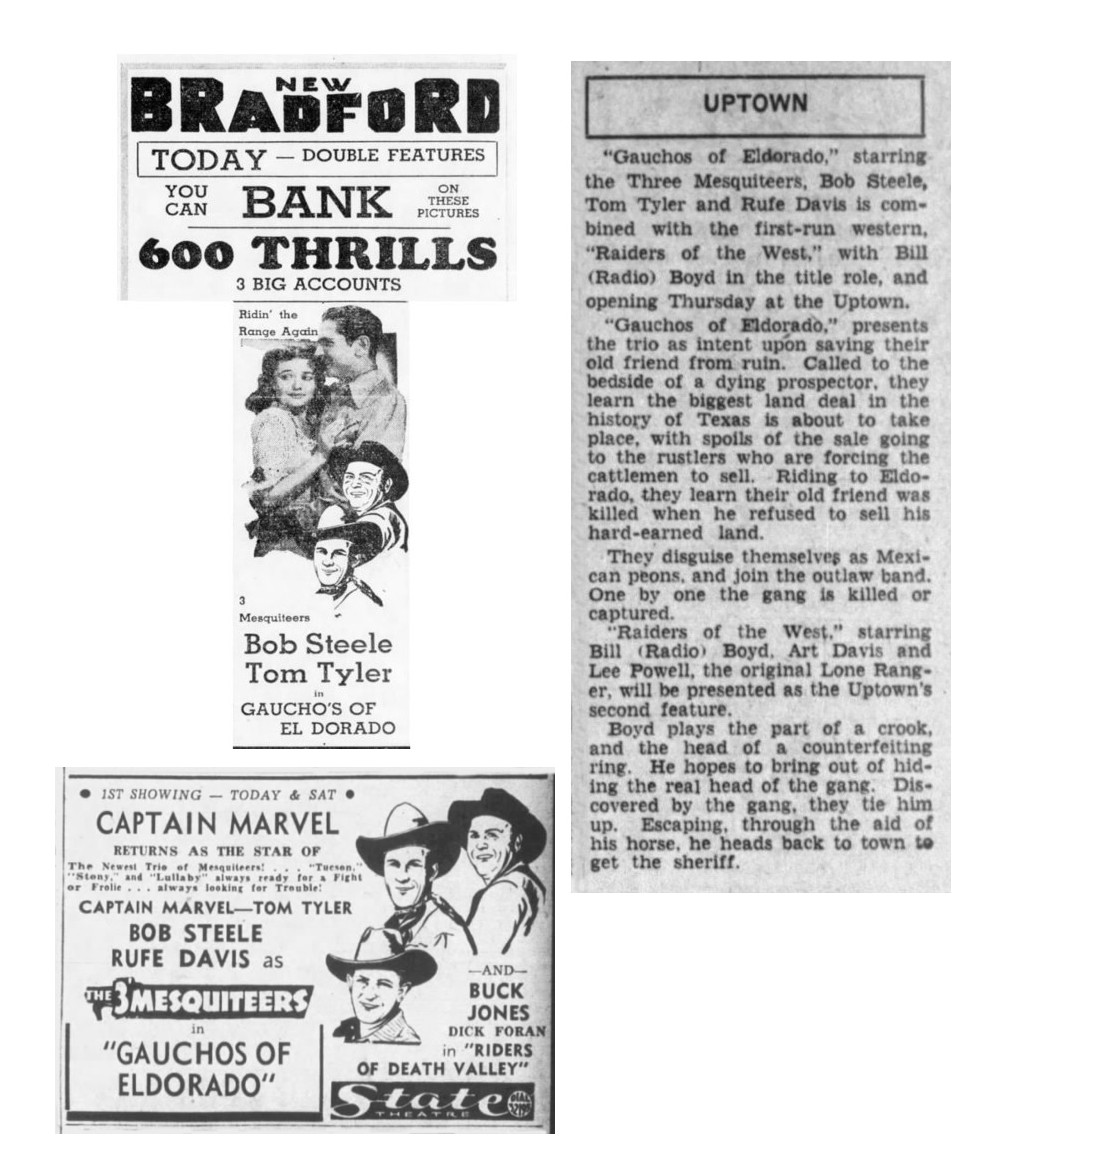 NEW
BRADFORD
TODAY — DOUBLE FEATURES
YOU CAN BANK ON THESE PICTURES
600 THRILLS
3 BIG ACCOUNTS
Ridin' the
Range Again
3
Mesquiteers
Bob Steele
Tom Tyler
in
GAUCHO'S OF
EL DORADO
• 1ST SHOWING — TODAY & SAT •
CAPTAIN MARVEL
RETURNS AS THE STAR OF
The Newest Trio of Mesquiteers! . . . "Tucson,"
"Stony," and "Lullaby" always ready for a Fight
or Frolic . . . always looking for Trouble!
CAPTAIN MARVEL—TOM TYLER
BOB STEELE
RUFE DAVIS as
THE 3 MESQUITEERS
in
"GAUCHOS OF
ELDORADO"
—AND—
BUCK
JONES
DICK FORAN
in "RIDERS
OF DEATH VALLEY"
State
THEATRE
UPTOWN
"Gauchos of Eldorado," starring
the Three Mesquiteers, Bob Steele,
Tom Tyler and Rufe Davis is com-
bined with the first-run western,
"Raiders of the West," with Bill
(Radio) Boyd in the title role, and
opening Thursday at the Uptown.
"Gauchos of Eldorado," presents
the trio as intent upon saving their
old friend from ruin. Called to the
bedside of a dying prospector, they
learn the biggest land deal in the
history of Texas is about to take
place, with spoils of the sale going
to the rustlers who are forcing the
cattlemen to sell. Riding to Eldo-
rado, they learn their old friend was
killed when he refused to sell his
hard-earned land.
They disguise themselves as Mexi-
can peons, and join the outlaw band.
One by one the gang is killed or
captured.
"Raiders of the West," starring
Bill (Radio) Boyd, Art Davis and
Lee Powell, the original Lone Rang-
er, will be presented as the Uptown's
second feature.
Boyd plays the part of a crook,
and the head of a counterfeiting
ring. He hopes to bring out of hid-
ing the real head of the gang. Dis-
covered by the gang, they tie him
up. Escaping, through the aid of
his horse, he heads back to town to
get the sheriff.